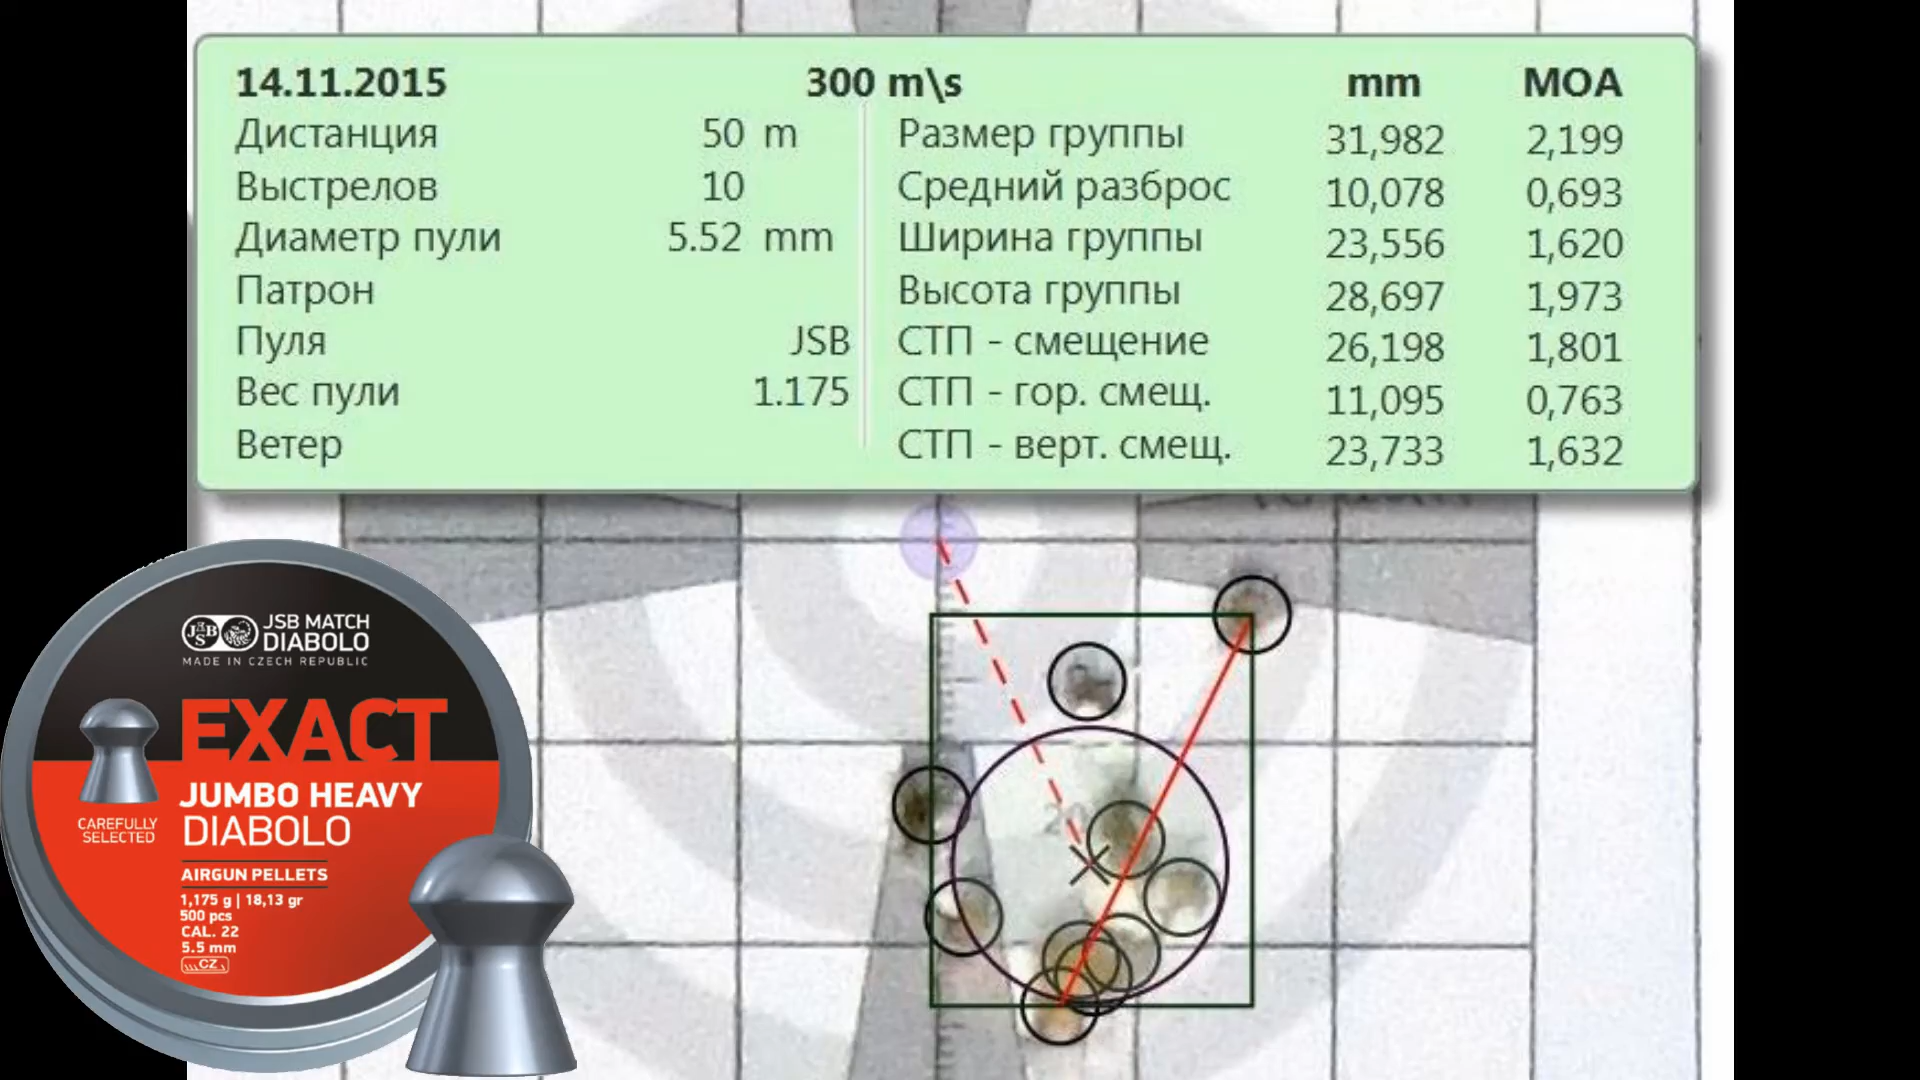 14.11.2015 300 m\s mm MOA
Дистанция 50 m Размер группы 31,982 2,199
Выстрелов 10 Средний разброс 10,078 0,693
Диаметр пули 5.52 mm Ширина группы 23,556 1,620
Патрон Высота группы 28,697 1,973
Пуля JSB СТП - смещение 26,198 1,801
Вес пули 1.175 СТП - гор. смещ. 11,095 0,763
Ветер СТП - верт. смещ. 23,733 1,632
JSB JSB MATCH
DIABOLO
MADE IN CZECH REPUBLIC
EXACT
JUMBO HEAVY
DIABOLO
CAREFULLY
SELECTED
AIRGUN PELLETS
1,175 g | 18,13 gr
500 pcs
CAL. 22
5.5 mm
CZ